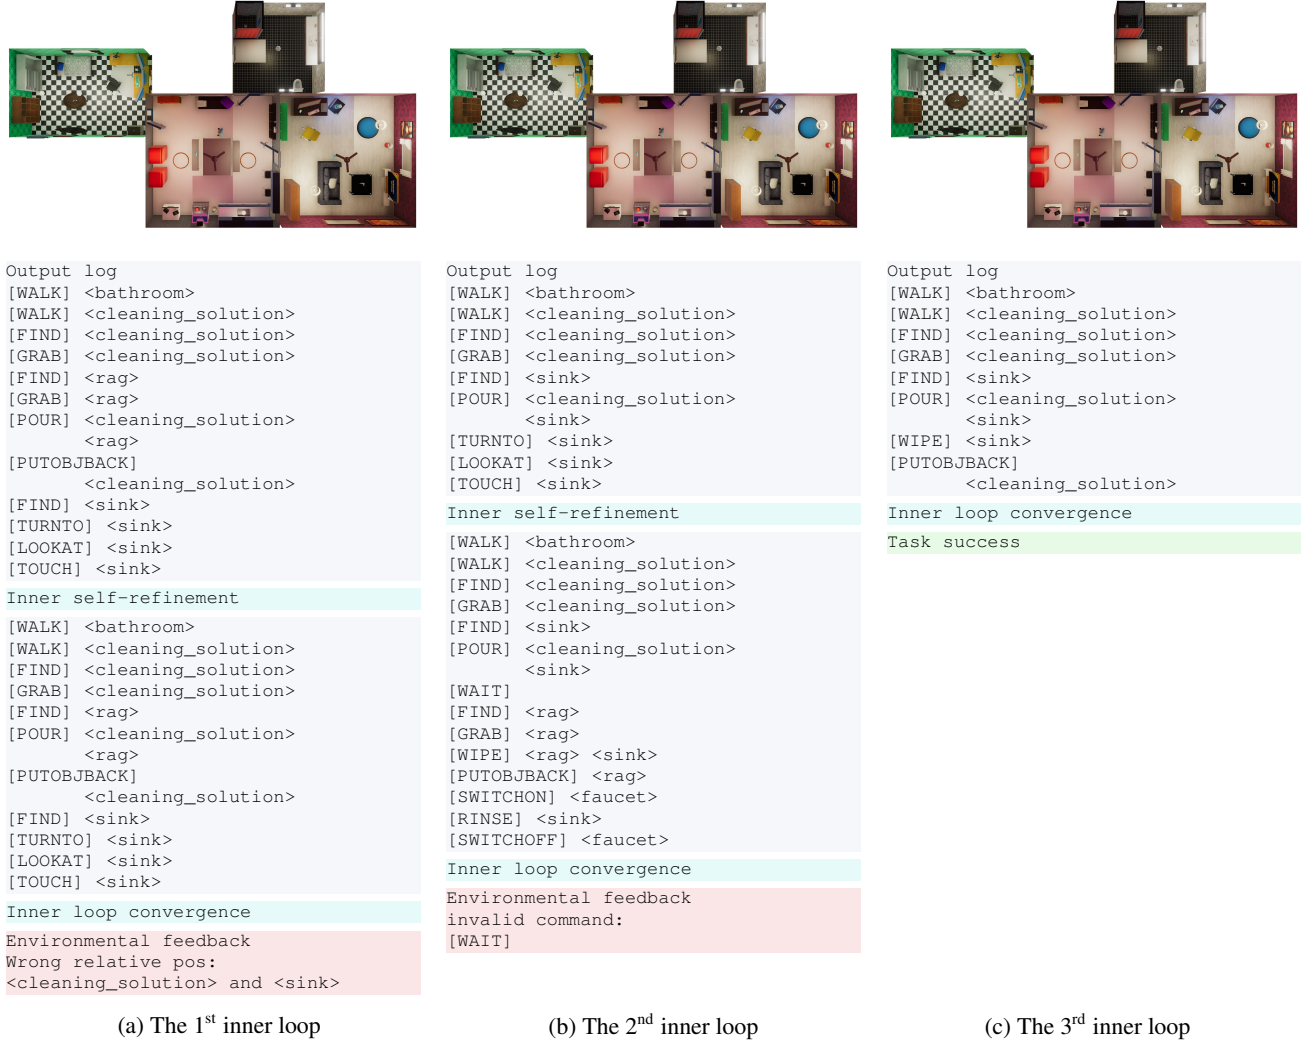 Output log
[WALK] <bathroom>
[WALK] <cleaning_solution>
[FIND] <cleaning_solution>
[GRAB] <cleaning_solution>
[FIND] <rag>
[GRAB] <rag>
[POUR] <cleaning_solution>
<rag>
[PUTOBJBACK]
<cleaning_solution>
[FIND] <sink>
[TURNTO] <sink>
[LOOKAT] <sink>
[TOUCH] <sink>
Inner self-refinement
[WALK] <bathroom>
[WALK] <cleaning_solution>
[FIND] <cleaning_solution>
[GRAB] <cleaning_solution>
[FIND] <rag>
[POUR] <cleaning_solution>
<rag>
[PUTOBJBACK]
<cleaning_solution>
[FIND] <sink>
[TURNTO] <sink>
[LOOKAT] <sink>
[TOUCH] <sink>
Inner loop convergence
Environmental feedback
Wrong relative pos:
<cleaning_solution> and <sink>
(a) The 1st inner loop
Output log
[WALK] <bathroom>
[WALK] <cleaning_solution>
[FIND] <cleaning_solution>
[GRAB] <cleaning_solution>
[FIND] <sink>
[POUR] <cleaning_solution>
<sink>
[TURNTO] <sink>
[LOOKAT] <sink>
[TOUCH] <sink>
Inner self-refinement
[WALK] <bathroom>
[WALK] <cleaning_solution>
[FIND] <cleaning_solution>
[GRAB] <cleaning_solution>
[FIND] <sink>
[POUR] <cleaning_solution>
<sink>
[WAIT]
[FIND] <rag>
[GRAB] <rag>
[WIPE] <rag> <sink>
[PUTOBJBACK] <rag>
[SWITCHON] <faucet>
[RINSE] <sink>
[SWITCHOFF] <faucet>
Inner loop convergence
Environmental feedback
invalid command:
[WAIT]
(b) The 2nd inner loop
Output log
[WALK] <bathroom>
[WALK] <cleaning_solution>
[FIND] <cleaning_solution>
[GRAB] <cleaning_solution>
[FIND] <sink>
[POUR] <cleaning_solution>
<sink>
[WIPE] <sink>
[PUTOBJBACK]
<cleaning_solution>
Inner loop convergence
Task success
(c) The 3rd inner loop